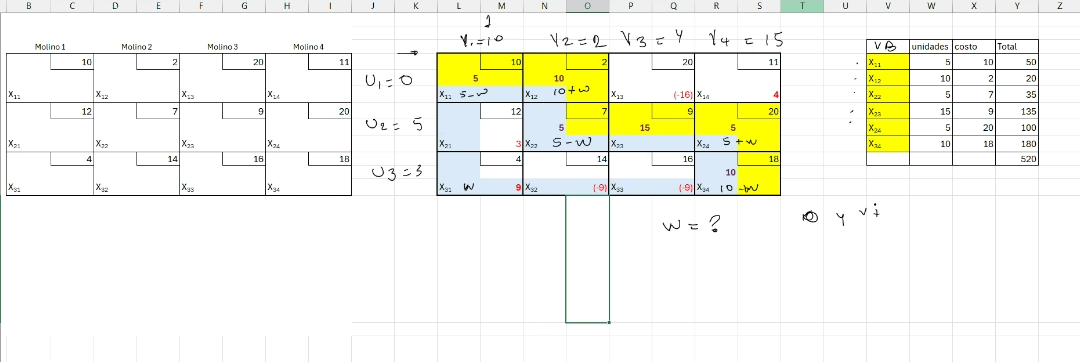 B C D E F G H I J K L M N O P Q R S T U V W X Y Z
1
V1=10 V2=2 V3=4 V4=15
Molino 1 Molino 2 Molino 3 Molino 4
10 2 20 11
X11 X12 X13 X14
12 7 9 20
X21 X22 X23 X24
4 14 16 18
X31 X32 X33 X34
U1=0
U2=5
U3=3
10 2 20 11
5 10
X11 5-w X12 10+w X13 (-16) X14 4
12 7 9 20
5 15 5
X21 3 X22 5-w X23 X24 5+w
4 14 16 18
10
X31 w 9 X32 (-9) X33 (-9) X34 10-w
w=?
y vi
VB unidades costo Total
X11 5 10 50
X12 10 2 20
X22 5 7 35
X23 15 9 135
X24 5 20 100
X34 10 18 180
520